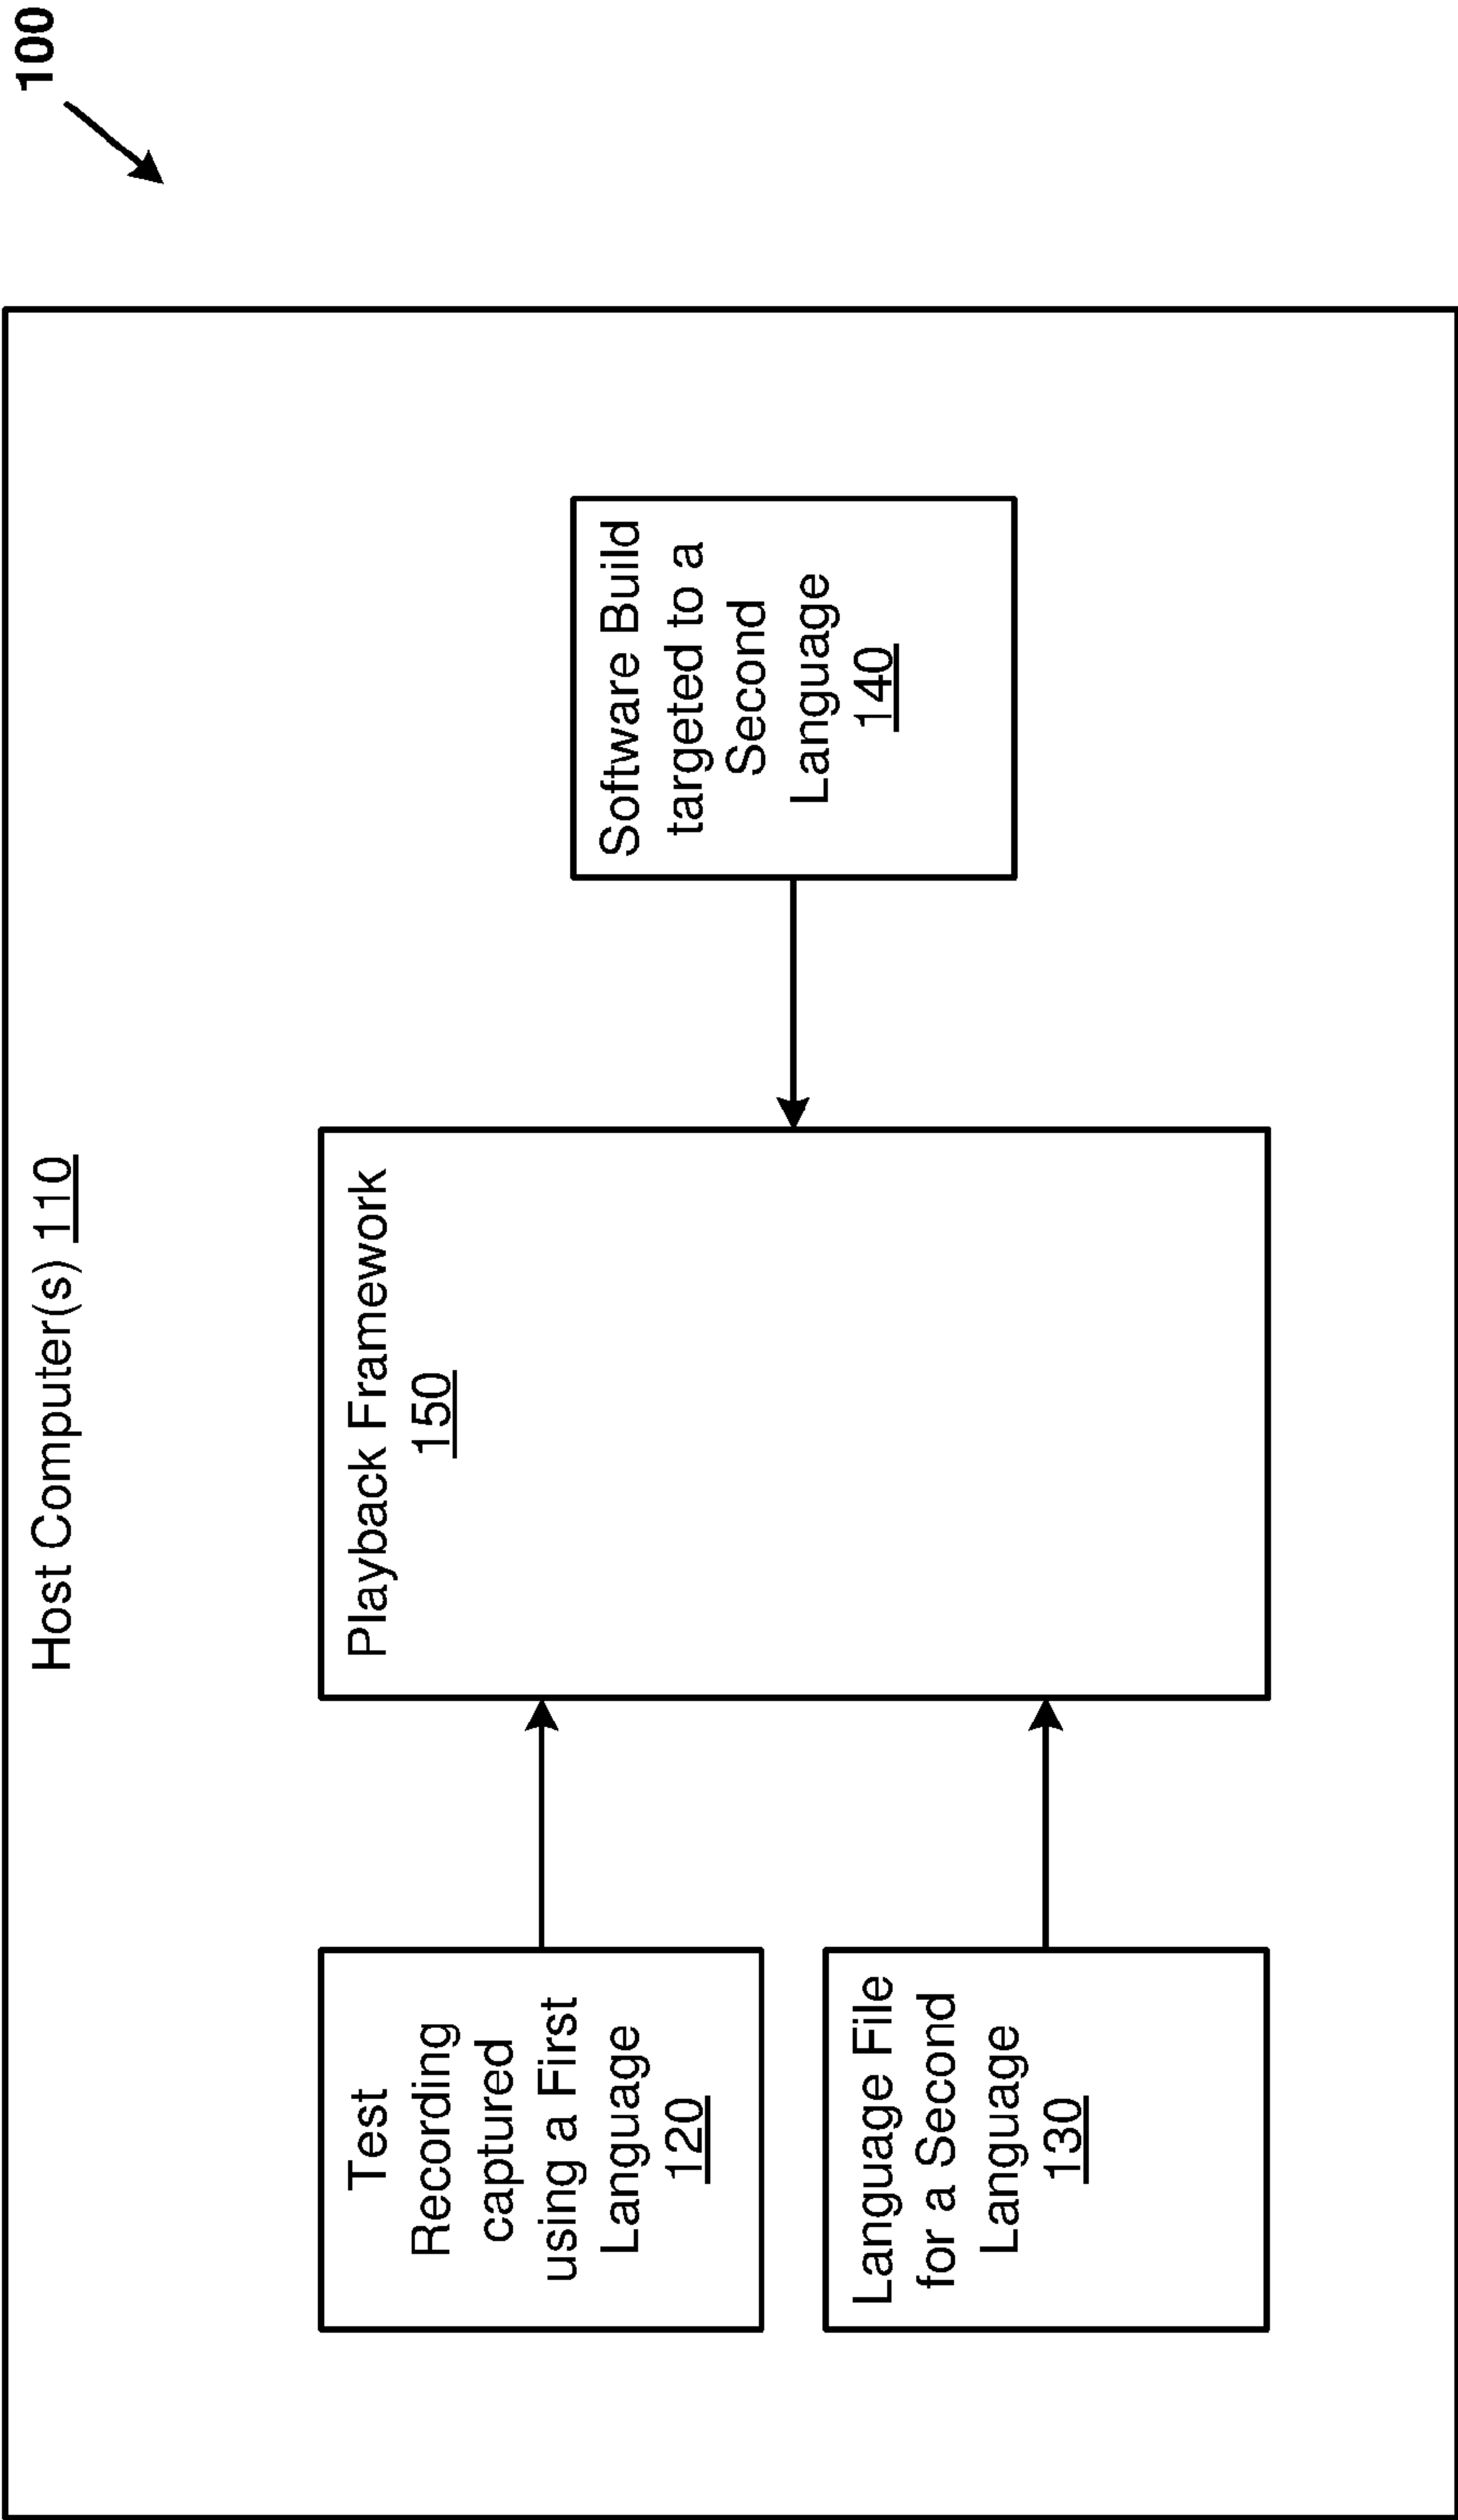 100
Host Computer(s) 110
Test
Recording
captured
using a First
Language
120
Language File
for a Second
Language
130
Playback Framework
150
Software Build
targeted to a
Second
Language
140